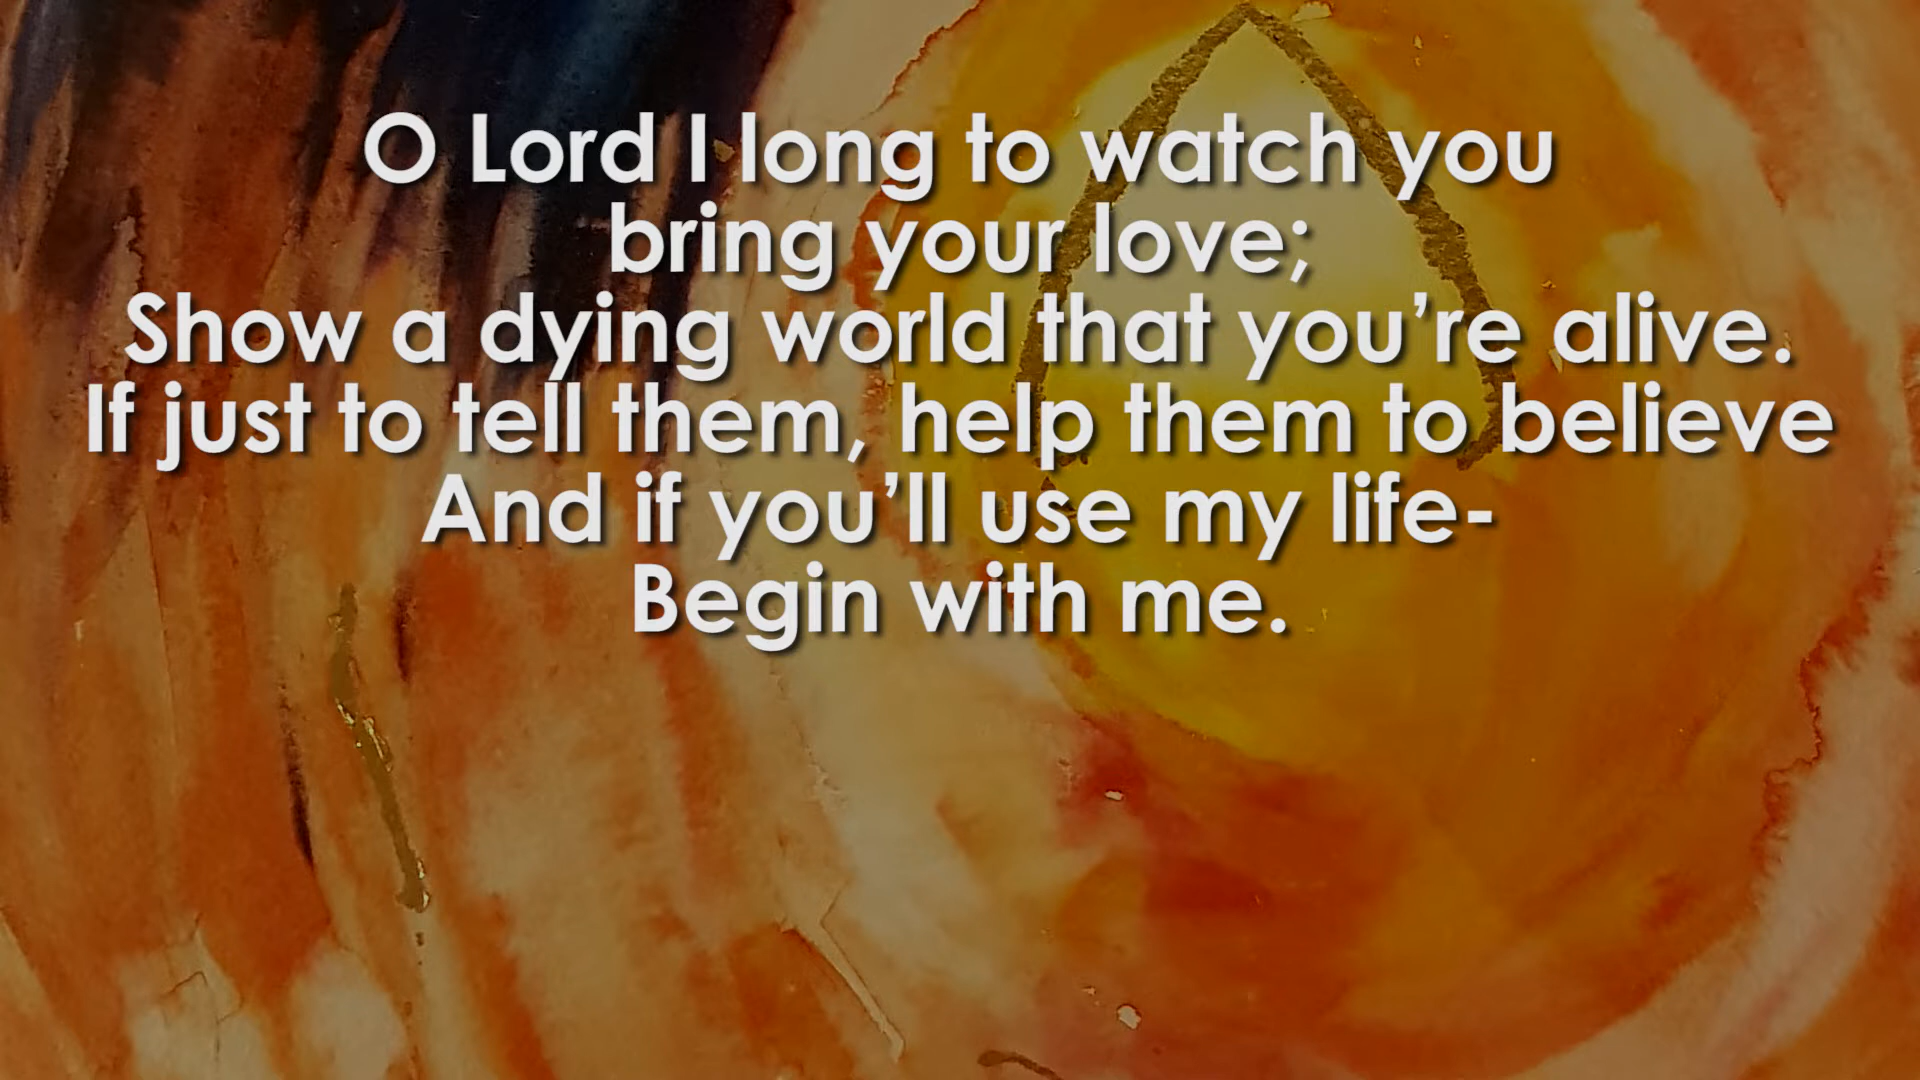 O Lord I long to watch you
bring your love;
Show a dying world that you’re alive.
If just to tell them, help them to believe
And if you’ll use my life-
Begin with me.